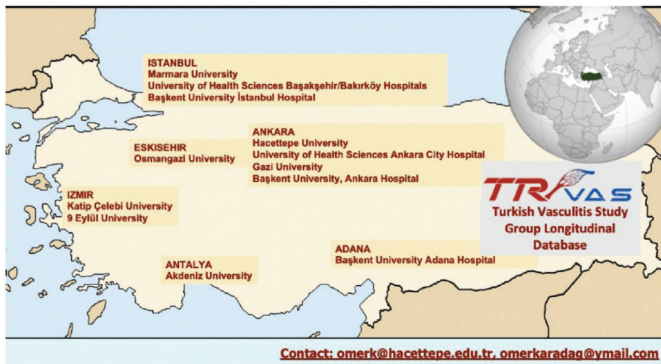 ISTANBUL
Marmara University
University of Health Sciences Başakşehir/Bakırköy Hospitals
Başkent University İstanbul Hospital
ESKISEHIR
Osmangazi University
ANKARA
Hacettepe University
University of Health Sciences Ankara City Hospital
Gazi University
Başkent University, Ankara Hospital
IZMIR
Katip Çelebi University
9 Eylül University
TRVAS
Turkish Vasculitis Study
Group Longitudinal
Database
ANTALYA
Akdeniz University
ADANA
Başkent University Adana Hospital
Contact: omerk@hacettepe.edu.tr, omerkaradag@ymail.com